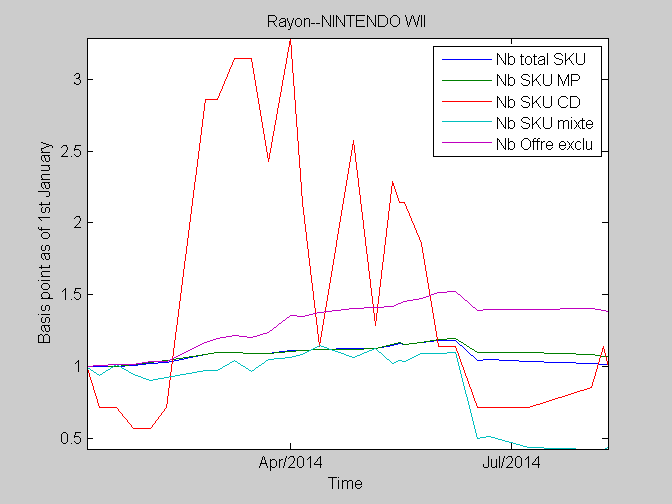 Rayon--NINTENDO WII
Nb total SKU
Nb SKU MP
Nb SKU CD
Nb SKU mixte
Nb Offre exclu
Basis point as of 1st January
3
2.5
2
1.5
1
0.5
Apr/2014
Jul/2014
Time